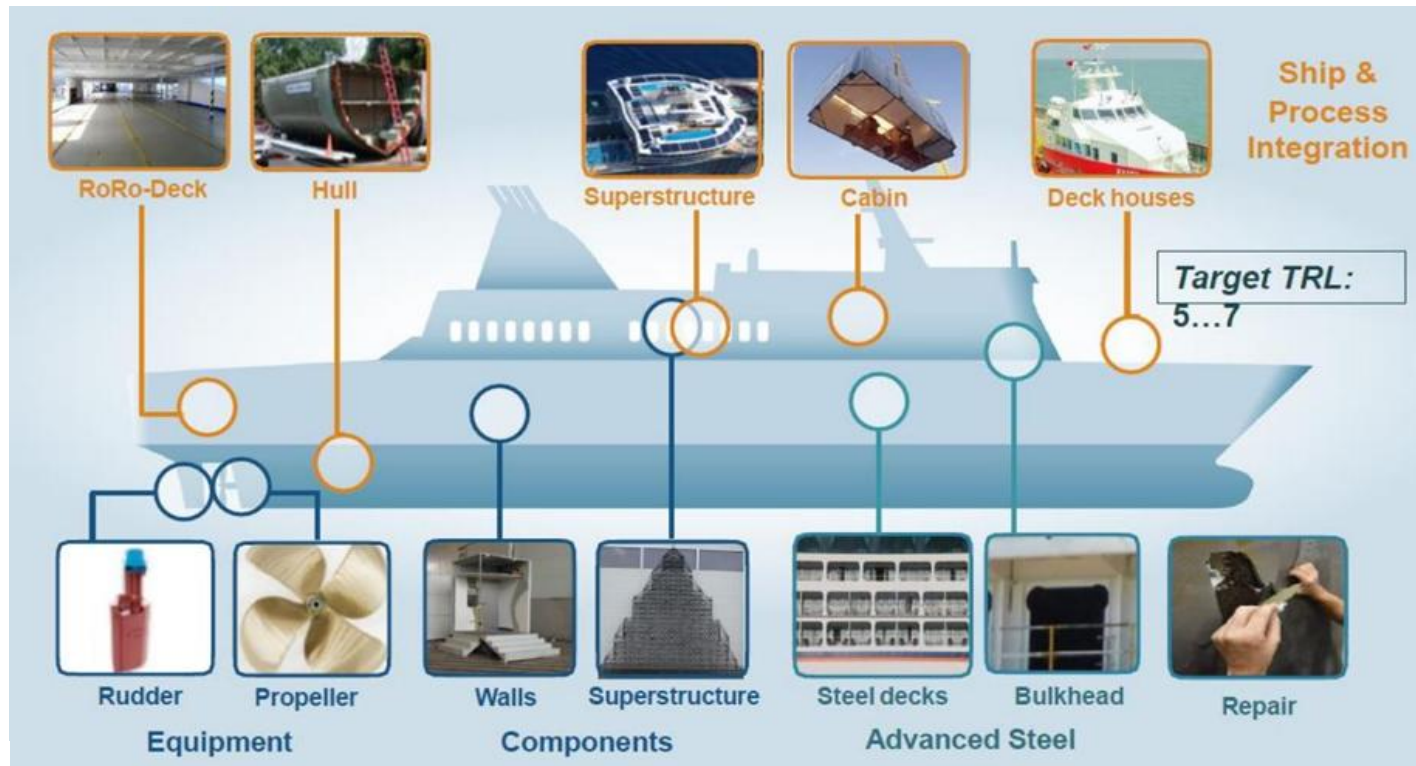 RoRo-Deck
Hull
Superstructure
Cabin
Deck houses
Ship &
Process
Integration
Target TRL:
5…7
Rudder
Propeller
Walls
Superstructure
Steel decks
Bulkhead
Repair
Equipment
Components
Advanced Steel